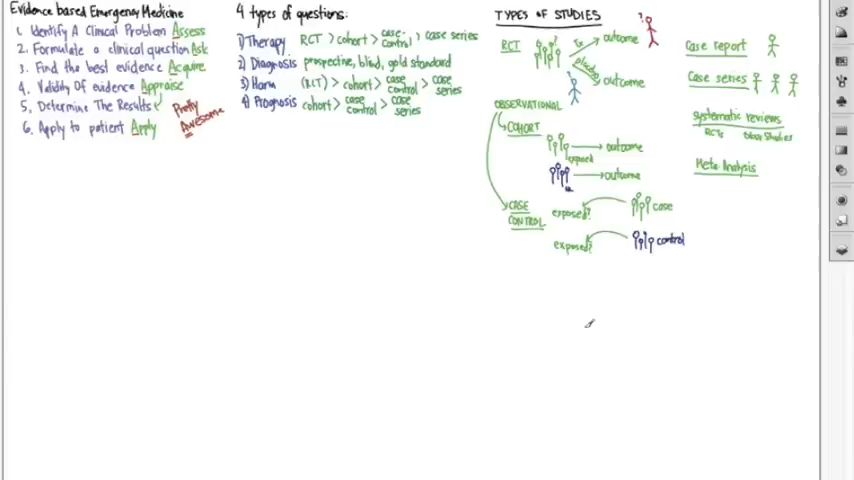 Evidence based Emergency Medicine
1. Identify A Clinical Problem Assess
2. Formulate a clinical question Ask
3. Find the best evidence Acquire
4. Validity Of evidence Appraise
5. Determine The Results
6. Apply to patient Apply
Pretty
Awesome
4 types of questions:
1) Therapy RCT > cohort > case-control > case series
2) Diagnosis prospective, blind, gold standard
3) Harm (RCT) > cohort > case control > case series
4) Prognosis cohort > case control > case series
TYPES OF STUDIES
RCT
Tx
outcome
?
placebo
outcome
?
OBSERVATIONAL
COHORT
exposed
outcome
outcome
CASE
CONTROL
exposed?
case
exposed?
control
Case report
Case series
systematic reviews
RCTs Obser Studies
Meta Analysis